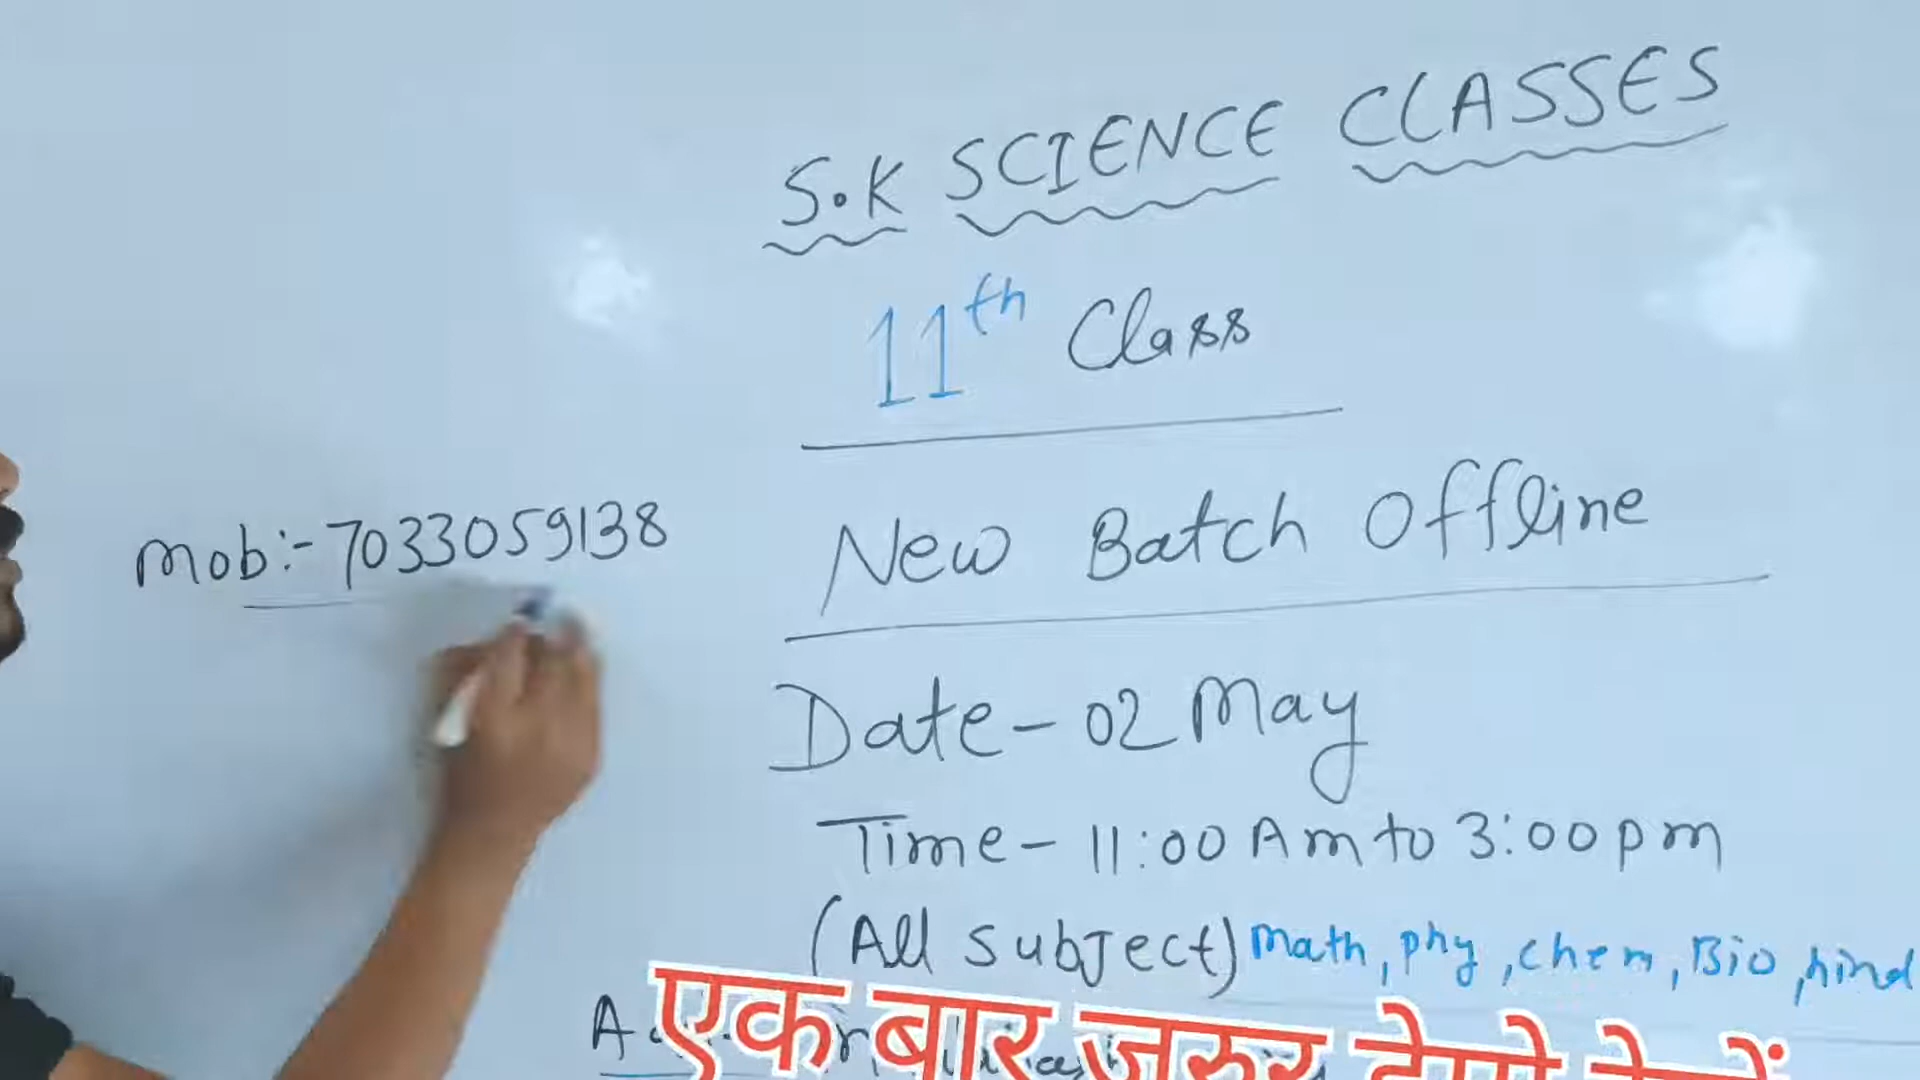 S.K SCIENCE CLASSES
11th Class
Mob:- 7033059138
New Batch Offline
Date - 02 May
Time - 11:00 Am to 3:00 pm
(All subject) Math, phy, chem, Bio, hind
एक बार जरूर